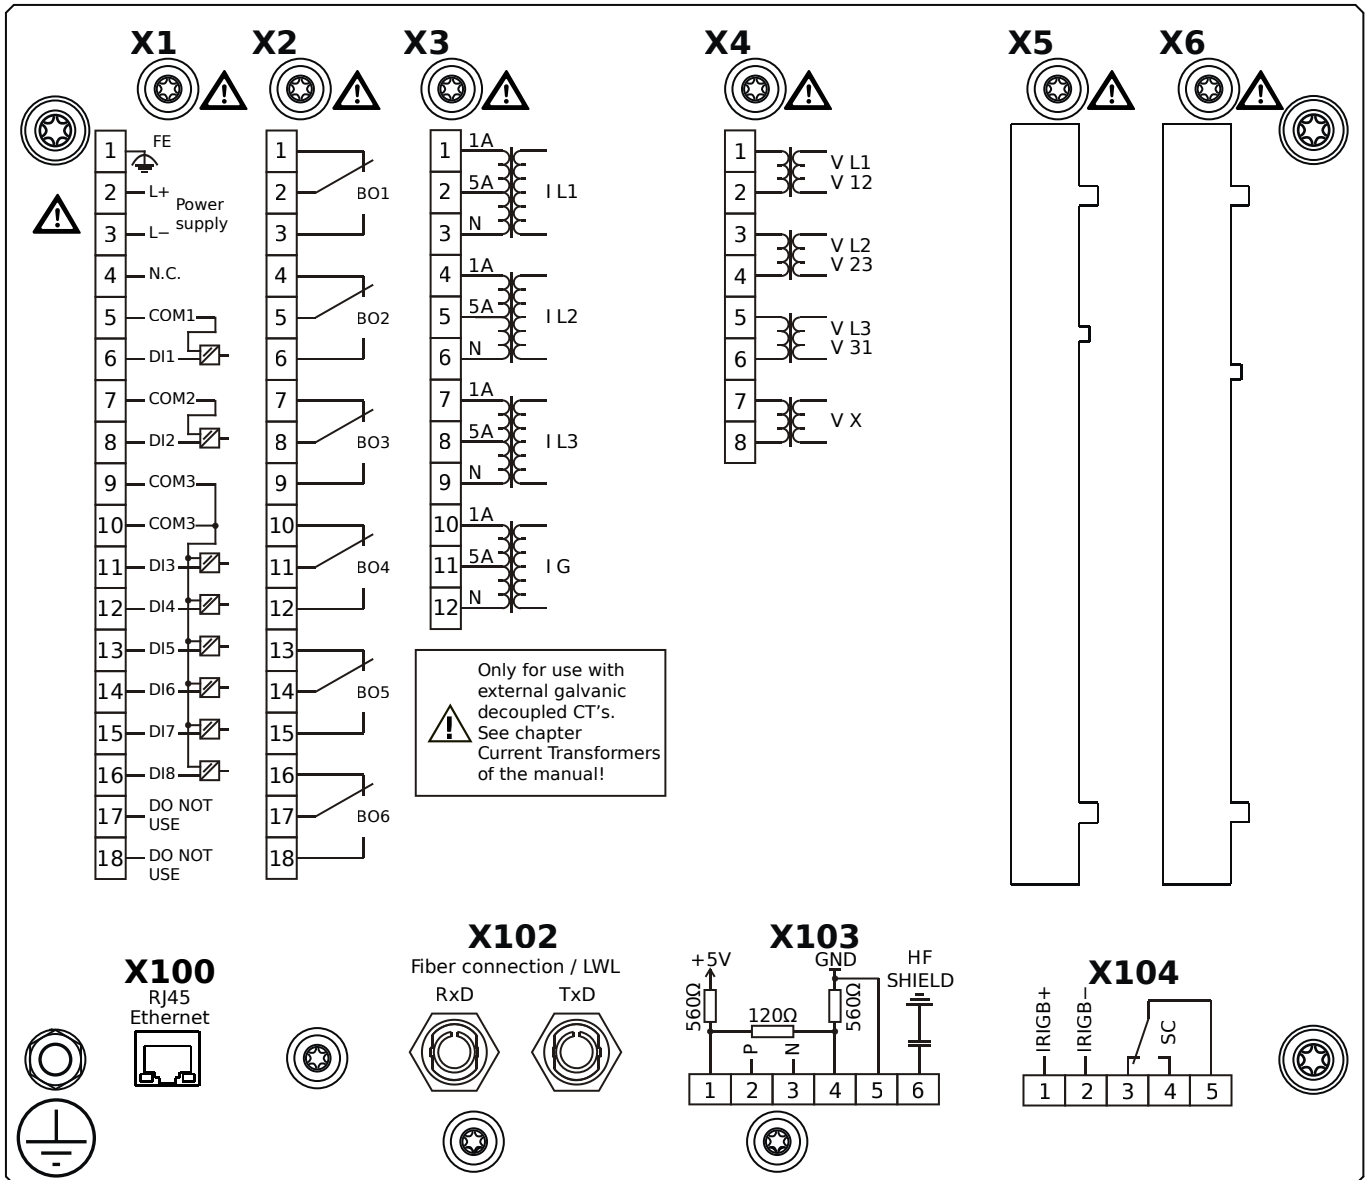 X1
X2
X3
X4
X5
X6
1 FE
2 L+ Power
supply
3 L−
4 N.C.
5 COM1
6 DI1
7 COM2
8 DI2
9 COM3
10 COM3
11 DI3
12 DI4
13 DI5
14 DI6
15 DI7
16 DI8
17 DO NOT
USE
18 DO NOT
USE
1
2 BO1
3
4
5 BO2
6
7
8 BO3
9
10
11 BO4
12
13
14 BO5
15
16
17 BO6
18
1 1A
2 5A I L1
3 N
4 1A
5 5A I L2
6 N
7 1A
8 5A I L3
9 N
10 1A
11 5A I G
12 N
Only for use with
external galvanic
decoupled CT's.
See chapter
Current Transformers
of the manual!
1 V L1
2 V 12
3 V L2
4 V 23
5 V L3
6 V 31
7 V X
8
X100
RJ45
Ethernet
X102
Fiber connection / LWL
RxD TxD
X103
+5V GND HF
SHIELD
560Ω 120Ω 560Ω
P N
1 2 3 4 5 6
X104
IRIGB+ IRIGB− SC
1 2 3 4 5